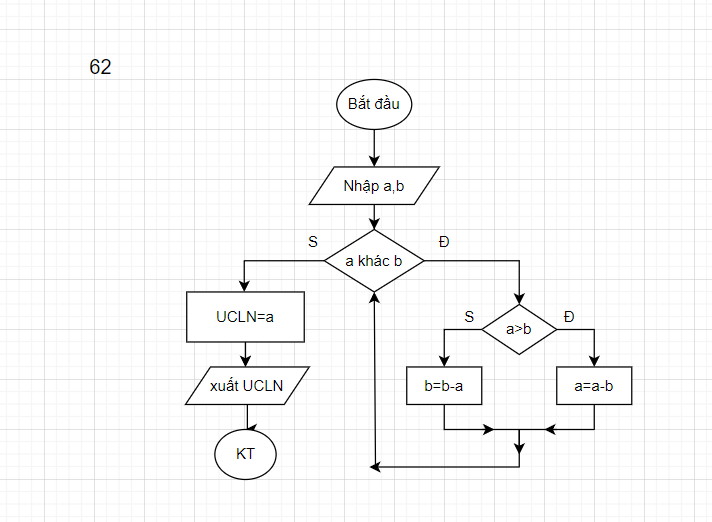 62
Bắt đầu
Nhập a,b
S
Đ
a khác b
UCLN=a
S
Đ
a>b
xuất UCLN
b=b-a
a=a-b
KT